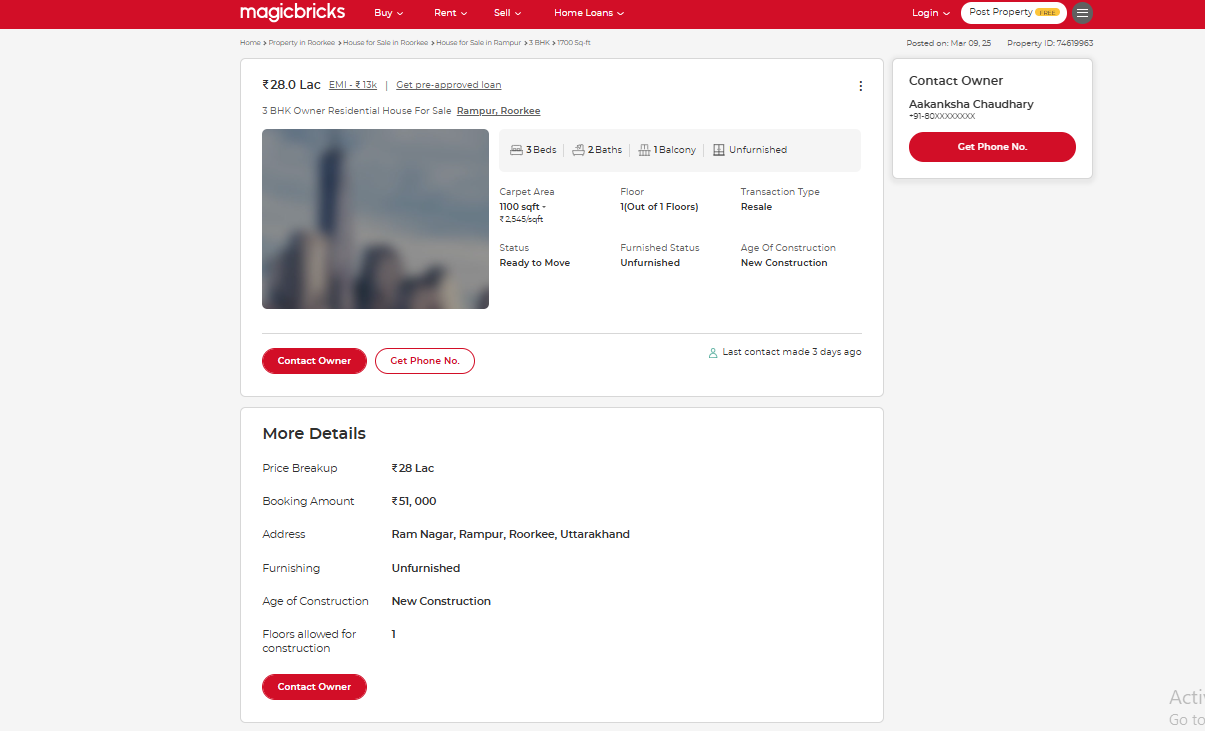 magicbricks Buy Rent Sell Home Loans Login Post Property FREE
Home > Property in Roorkee > House for Sale in Roorkee > House for Sale in Rampur > 3 BHK > 1700 Sq-ft Posted on: Mar 09, 25 Property ID: 74619963
₹28.0 Lac EMI - ₹13k | Get pre-approved loan
3 BHK Owner Residential House For Sale Rampur, Roorkee
3 Beds 2 Baths 1 Balcony Unfurnished
Carpet Area Floor Transaction Type
1100 sqft - 1(Out of 1 Floors) Resale
₹2,545/sqft
Status Furnished Status Age Of Construction
Ready to Move Unfurnished New Construction
Contact Owner Get Phone No. Last contact made 3 days ago
Contact Owner
Aakanksha Chaudhary
+91-80XXXXXXXX
Get Phone No.
More Details
Price Breakup ₹28 Lac
Booking Amount ₹51, 000
Address Ram Nagar, Rampur, Roorkee, Uttarakhand
Furnishing Unfurnished
Age of Construction New Construction
Floors allowed for 1
construction
Contact Owner
Acti
Go to